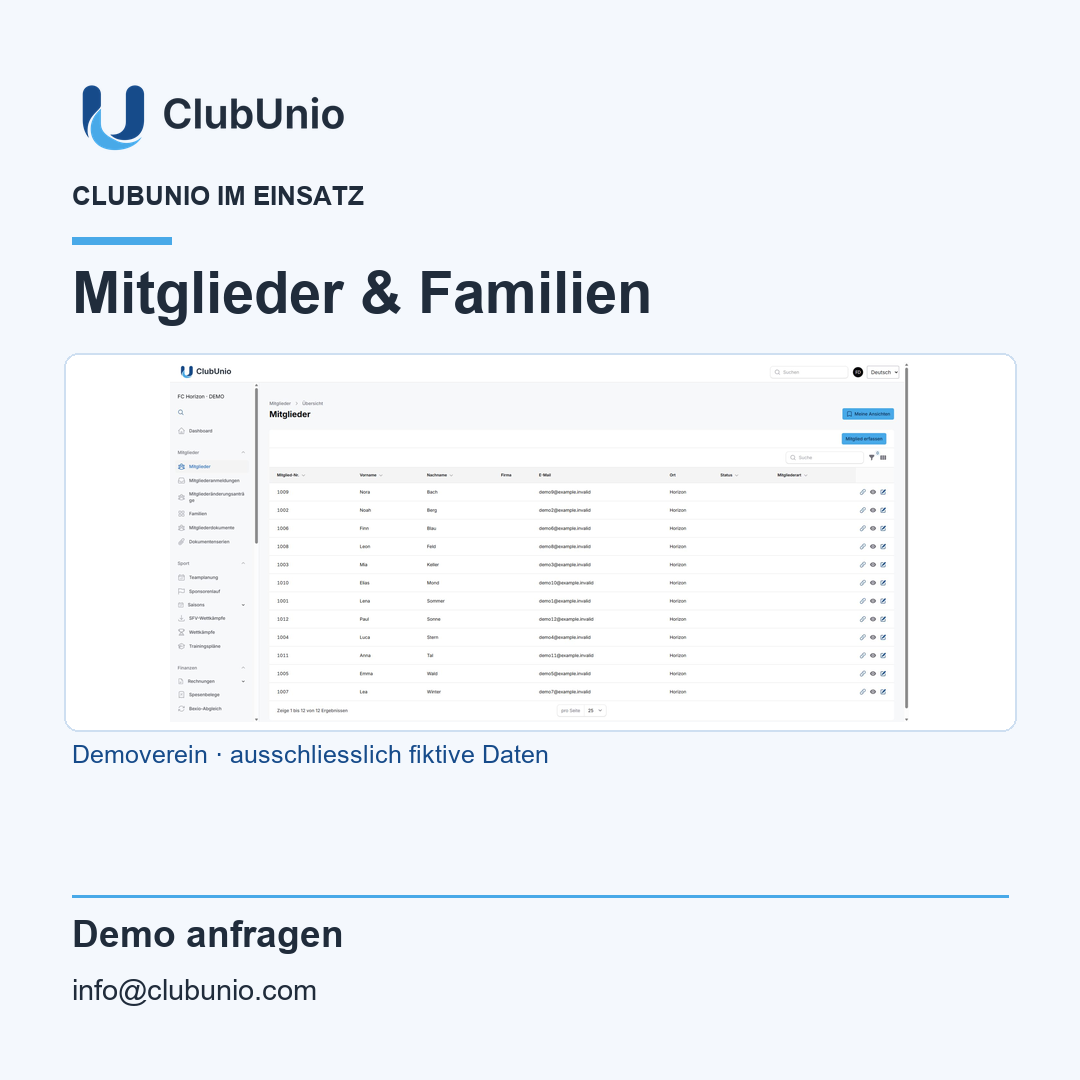 ClubUnio
CLUBUNIO IM EINSATZ
Mitglieder & Familien
ClubUnio
Suchen
FD
Deutsch
FC Horizon - DEMO
Dashboard
Mitglieder
Mitglieder
Mitgliederanmeldungen
Mitgliederänderungsanträ
ge
Familien
Mitgliederdokumente
Dokumentenserien
Sport
Teamplanung
Sponsorenlauf
Saisons
SFV-Wettkämpfe
Wettkämpfe
Trainingspläne
Finanzen
Rechnungen
Spesenbelege
Bexio-Abgleich
Mitglieder > Übersicht
Mitglieder
Meine Ansichten
Mitglied erfassen
Suche
0
Mitglied-Nr. Vorname Nachname Firma E-Mail Ort Status Mitgliederart
1009 Nora Bach demo9@example.invalid Horizon
1002 Noah Berg demo2@example.invalid Horizon
1006 Finn Blau demo6@example.invalid Horizon
1008 Leon Feld demo8@example.invalid Horizon
1003 Mia Keller demo3@example.invalid Horizon
1010 Elias Mond demo10@example.invalid Horizon
1001 Lena Sommer demo1@example.invalid Horizon
1012 Paul Sonne demo12@example.invalid Horizon
1004 Luca Stern demo4@example.invalid Horizon
1011 Anna Tal demo11@example.invalid Horizon
1005 Emma Wald demo5@example.invalid Horizon
1007 Lea Winter demo7@example.invalid Horizon
Zeige 1 bis 12 von 12 Ergebnissen
pro Seite 25
Demoverein · ausschliesslich fiktive Daten
Demo anfragen
info@clubunio.com